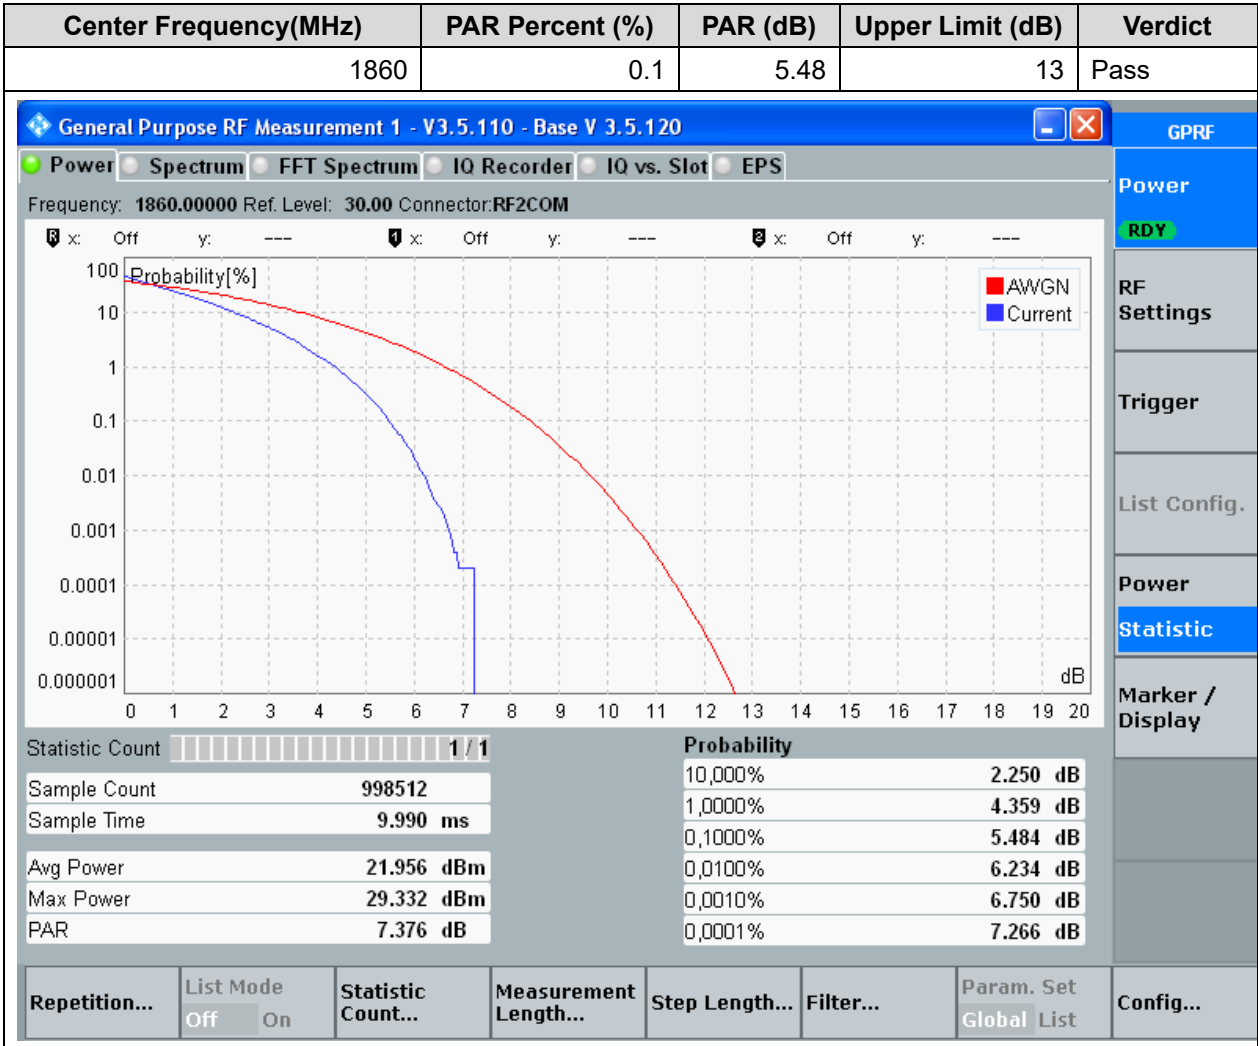 Center Frequency(MHz) PAR Percent (%) PAR (dB) Upper Limit (dB) Verdict
1860 0.1 5.48 13 Pass
General Purpose RF Measurement 1 - V3.5.110 - Base V 3.5.120
GPRF
Power Spectrum FFT Spectrum IQ Recorder IQ vs. Slot EPS
Frequency: 1860.00000 Ref. Level: 30.00 Connector:RF2COM
R x: Off y: --- 1 x: Off y: --- 2 x: Off y: ---
Probability[%]
AWGN
Current
100
10
1
0.1
0.01
0.001
0.0001
0.00001
0.000001
dB
0 1 2 3 4 5 6 7 8 9 10 11 12 13 14 15 16 17 18 19 20
Statistic Count 1 / 1
Sample Count 998512
Sample Time 9.990 ms
Avg Power 21.956 dBm
Max Power 29.332 dBm
PAR 7.376 dB
Probability
10,000% 2.250 dB
1,0000% 4.359 dB
0,1000% 5.484 dB
0,0100% 6.234 dB
0,0010% 6.750 dB
0,0001% 7.266 dB
Power
RDY
RF
Settings
Trigger
List Config.
Power
Statistic
Marker /
Display
Repetition...
List Mode
Off On
Statistic
Count...
Measurement
Length...
Step Length...
Filter...
Param. Set
Global List
Config...